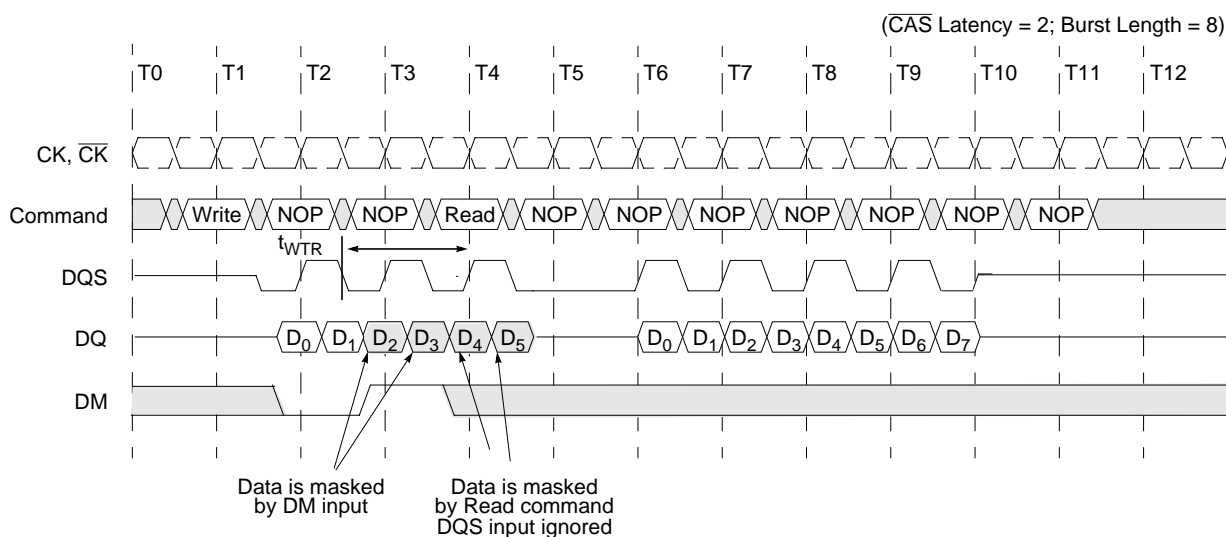 (C̅A̅S̅ Latency = 2; Burst Length = 8)
T0 T1 T2 T3 T4 T5 T6 T7 T8 T9 T10 T11 T12
CK, C̅K̅
Command Write NOP NOP Read NOP NOP NOP NOP NOP NOP NOP
tWTR
DQS
DQ D0 D1 D2 D3 D4 D5 D0 D1 D2 D3 D4 D5 D6 D7
DM
Data is masked
by DM input
Data is masked
by Read command
DQS input ignored